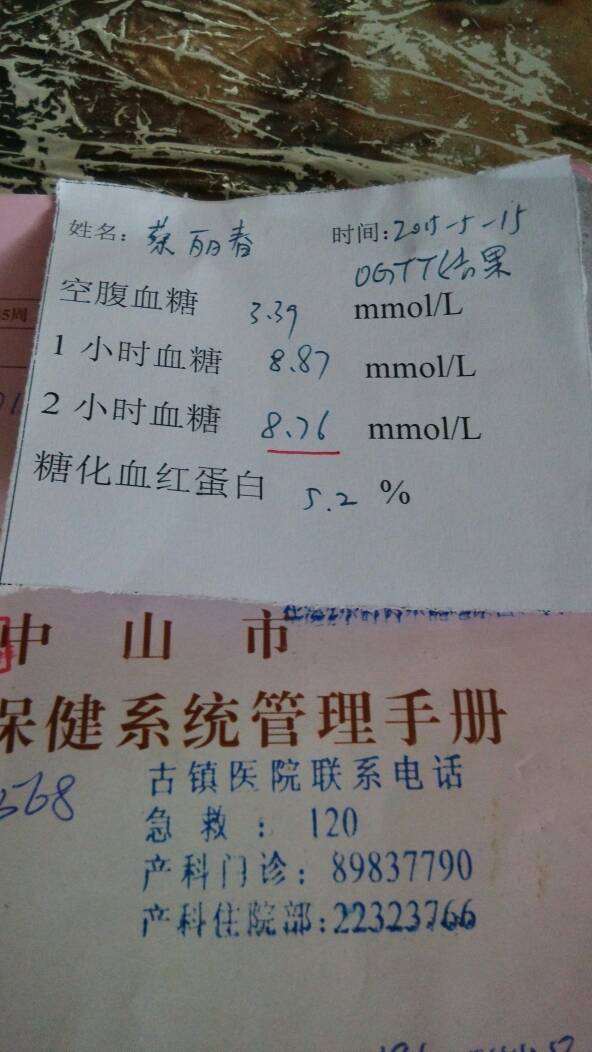 姓名：蔡丽春 时间：2015-5-15
OGTT结果
空腹血糖 3.39 mmol/L
1 小时血糖 8.87 mmol/L
2 小时血糖 8.76 mmol/L
糖化血红蛋白 5.2 %
5周
中山市
保健系统管理手册
568
古镇医院联系电话
急救： 120
产科门诊：89837790
产科住院部：22323766